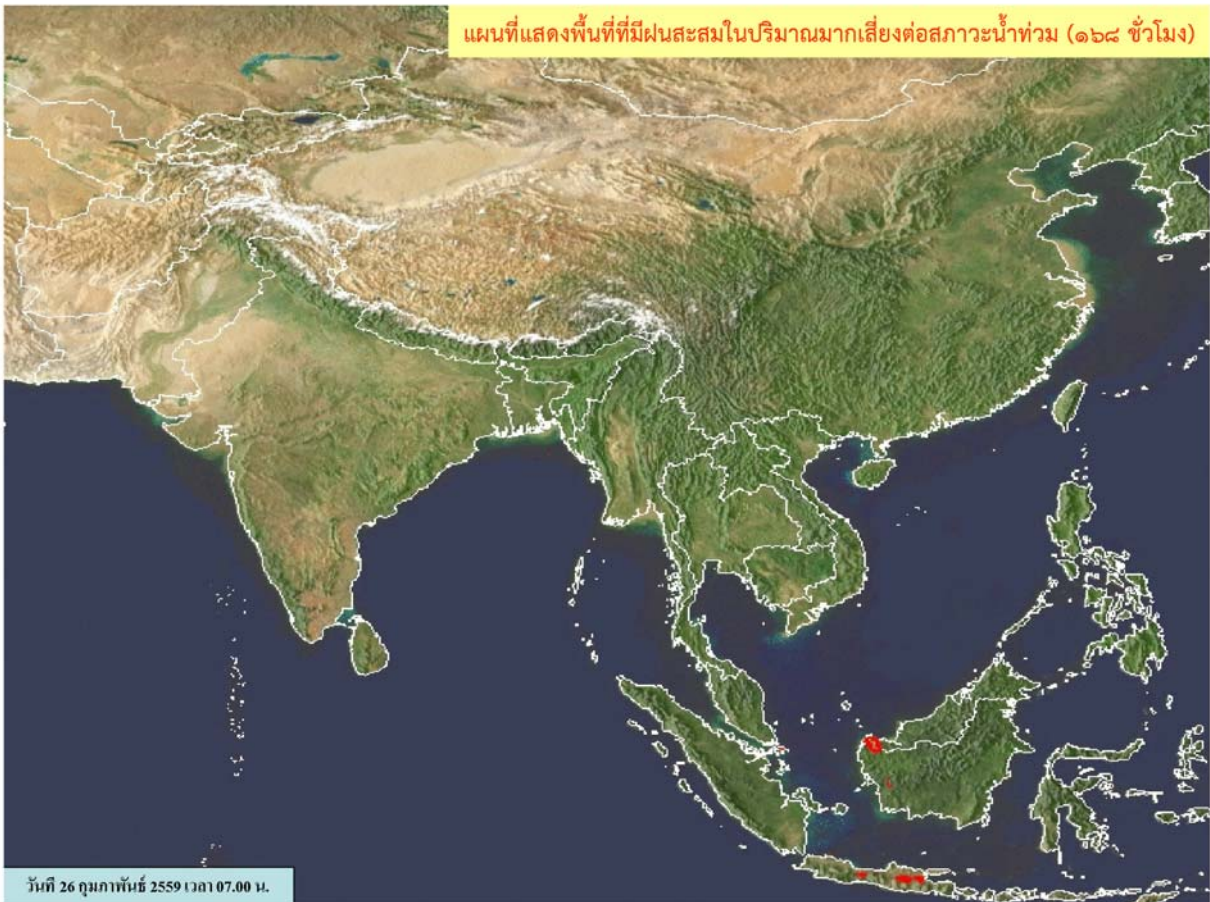 แผนที่แสดงพื้นที่ที่มีฝนสะสมในปริมาณมากเสี่ยงต่อสภาวะน้ำท่วม (๑๖๘ ชั่วโมง)
วันที่ 26 กุมภาพันธ์ 2559 เวลา 07.00 น.